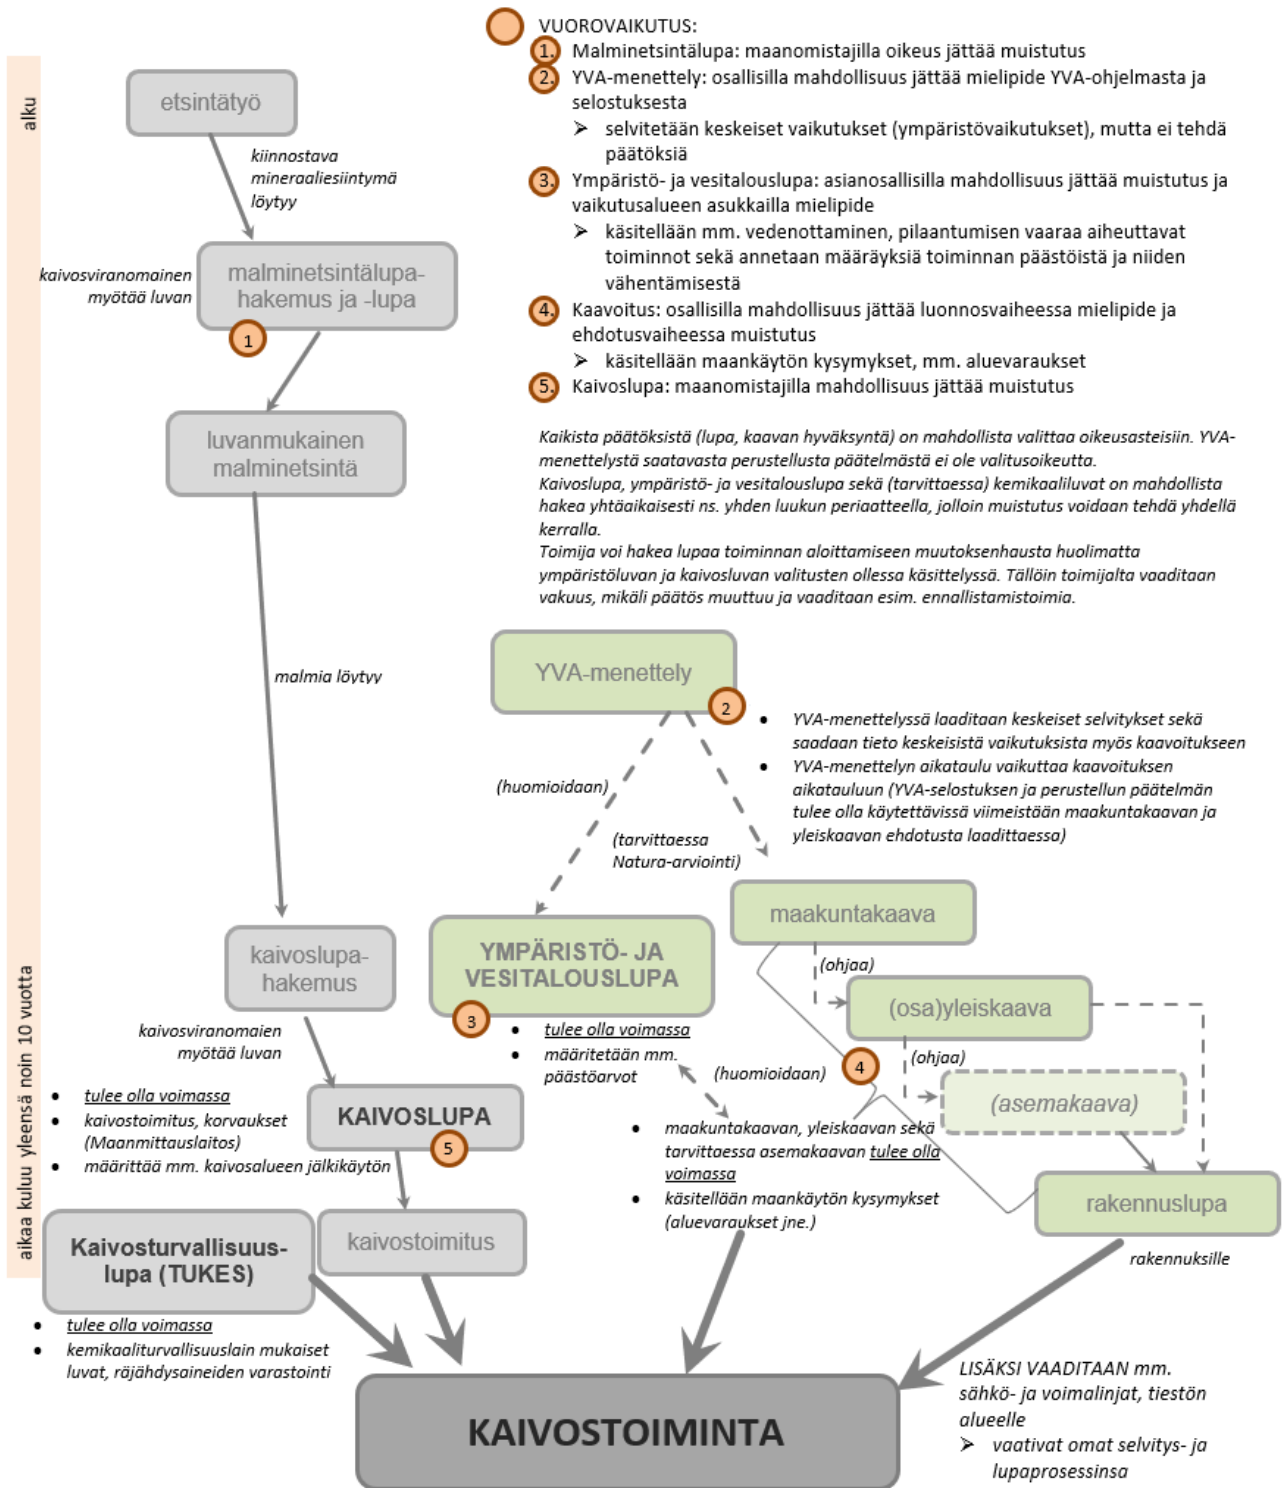 VUOROVAIKUTUS:
1. Malminetsintälupa: maanomistajilla oikeus jättää muistutus
2. YVA-menettely: osallisilla mahdollisuus jättää mielipide YVA-ohjelmasta ja
selostuksesta
➤ selvitetään keskeiset vaikutukset (ympäristövaikutukset), mutta ei tehdä
päätöksiä
3. Ympäristö- ja vesitalouslupa: asianosallisilla mahdollisuus jättää muistutus ja
vaikutusalueen asukkailla mielipide
➤ käsitellään mm. vedenottaminen, pilaantumisen vaaraa aiheuttavat
toiminnot sekä annetaan määräyksiä toiminnan päästöistä ja niiden
vähentämisestä
4. Kaavoitus: osallisilla mahdollisuus jättää luonnosvaiheessa mielipide ja
ehdotusvaiheessa muistutus
➤ käsitellään maankäytön kysymykset, mm. aluevaraukset
5. Kaivoslupa: maanomistajilla mahdollisuus jättää muistutus
Kaikista päätöksistä (lupa, kaavan hyväksyntä) on mahdollista valittaa oikeusasteisiin. YVA-
menettelystä saatavasta perustellusta päätelmästä ei ole valitusoikeutta.
Kaivoslupa, ympäristö- ja vesitalouslupa sekä (tarvittaessa) kemikaaliluvat on mahdollista
hakea yhtäaikaisesti ns. yhden luukun periaatteella, jolloin muistutus voidaan tehdä yhdellä
kerralla.
Toimija voi hakea lupaa toiminnan aloittamiseen muutoksenhausta huolimatta
ympäristöluvan ja kaivosluvan valitusten ollessa käsittelyssä. Tällöin toimijalta vaaditaan
vakuus, mikäli päätös muuttuu ja vaaditaan esim. ennallistamistoimia.
alku
aikaa kuluu yleensä noin 10 vuotta
etsintätyö
kiinnostava
mineraaliesiintymä
löytyy
kaivosviranomainen
myötää luvan
malminetsintälupa-
hakemus ja -lupa
1
luvanmukainen
malminetsintä
malmia löytyy
kaivoslupa-
hakemus
kaivosviranomaien
myötää luvan
• tulee olla voimassa
• kaivostoimitus, korvaukset
(Maanmittauslaitos)
• määrittää mm. kaivosalueen jälkikäytön
KAIVOSLUPA
5
kaivostoimitus
Kaivosturvallisuus-
lupa (TUKES)
• tulee olla voimassa
• kemikaaliturvallisuuslain mukaiset
luvat, räjähdysaineiden varastointi
YVA-menettely
2
• YVA-menettelyssä laaditaan keskeiset selvitykset sekä
saadaan tieto keskeisistä vaikutuksista myös kaavoitukseen
• YVA-menettelyn aikataulu vaikuttaa kaavoituksen
aikatauluun (YVA-selostuksen ja perustellun päätelmän
tulee olla käytettävissä viimeistään maakuntakaavan ja
yleiskaavan ehdotusta laadittaessa)
(huomioidaan)
(tarvittaessa
Natura-arviointi)
YMPÄRISTÖ- JA
VESITALOUSLUPA
3
• tulee olla voimassa
• määritetään mm.
päästöarvot
(huomioidaan)
maakuntakaava
(ohjaa)
(osa)yleiskaava
4
(ohjaa)
(asemakaava)
• maakuntakaavan, yleiskaavan sekä
tarvittaessa asemakaavan tulee olla
voimassa
• käsitellään maankäytön kysymykset
(aluevaraukset jne.)
rakennuslupa
rakennuksille
KAIVOSTOIMINTA
LISÄKSI VAADITAAN mm.
sähkö- ja voimalinjat, tiestön
alueelle
➤ vaativat omat selvitys- ja
lupaprosessinsa